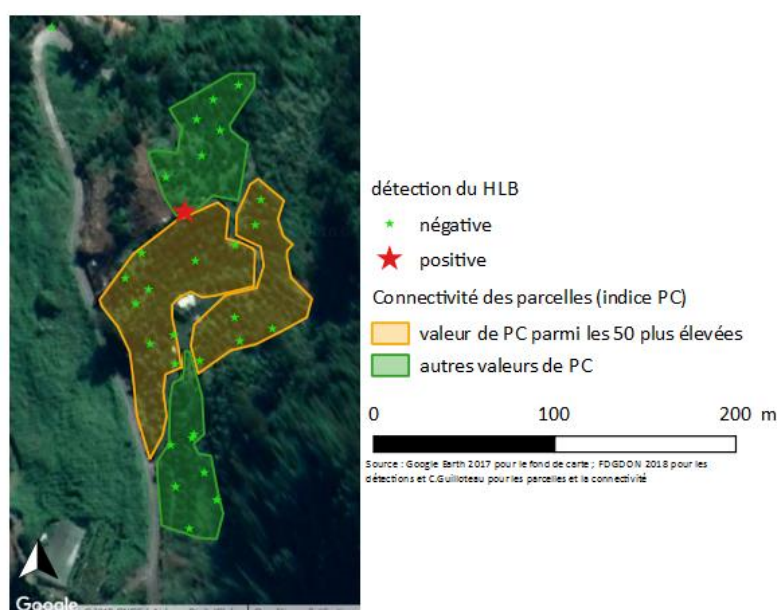 détection du HLB
négative
positive
Connectivité des parcelles (indice PC)
valeur de PC parmi les 50 plus élevées
autres valeurs de PC
0 100 200 m
Source : Google Earth 2017 pour le fond de carte ; FDGDON 2018 pour les
détections et C.Guilloteau pour les parcelles et la connectivité
Google